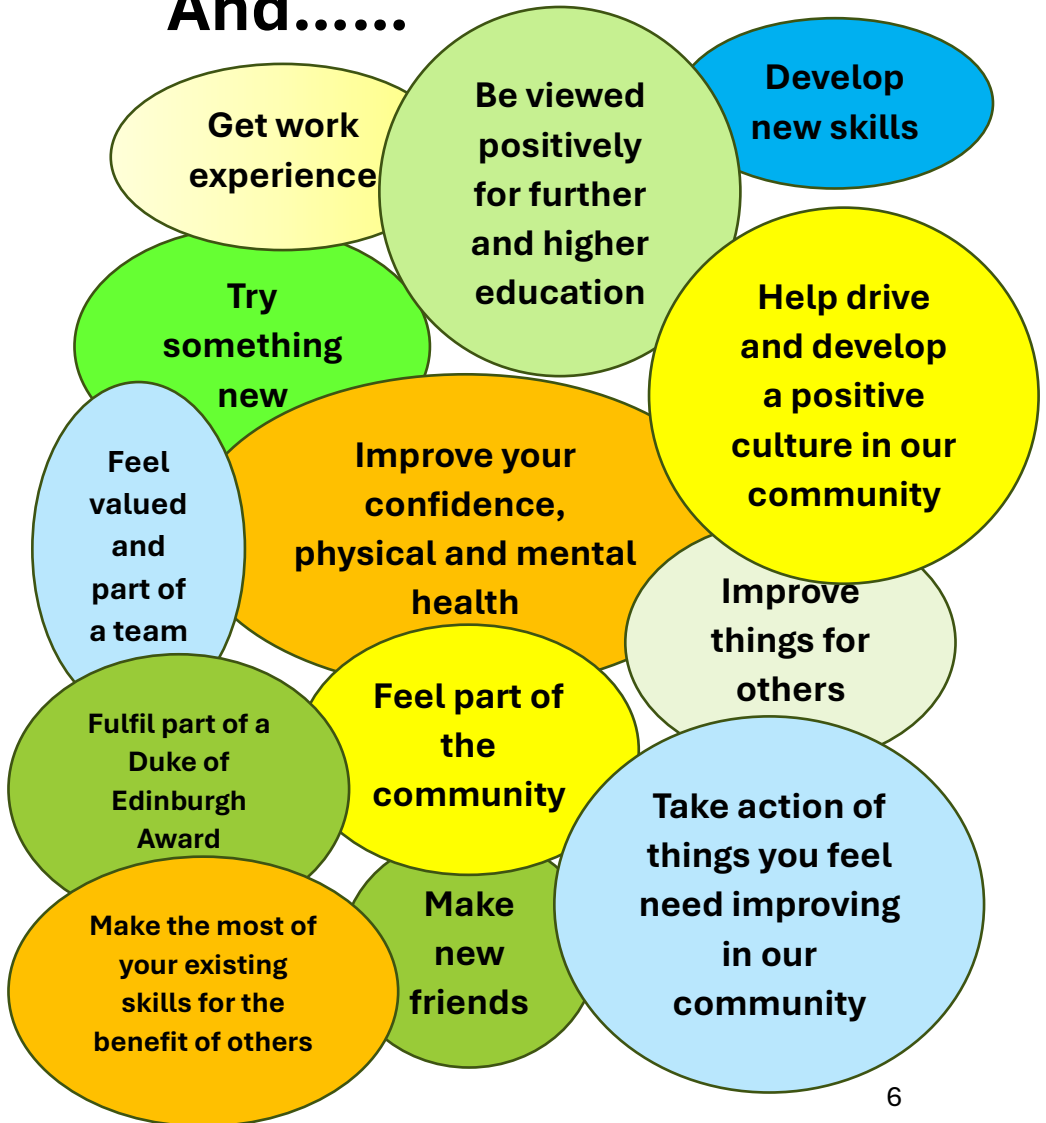 And......
Get work
experience
Be viewed
positively
for further
and higher
education
Develop
new skills
Try
something
new
Help drive
and develop
a positive
culture in our
community
Feel
valued
and
part of
a team
Improve your
confidence,
physical and mental
health
Improve
things for
others
Fulfil part of a
Duke of
Edinburgh
Award
Feel part of
the
community
Take action of
things you feel
need improving
in our
community
Make the most of
your existing
skills for the
benefit of others
Make
new
friends
6